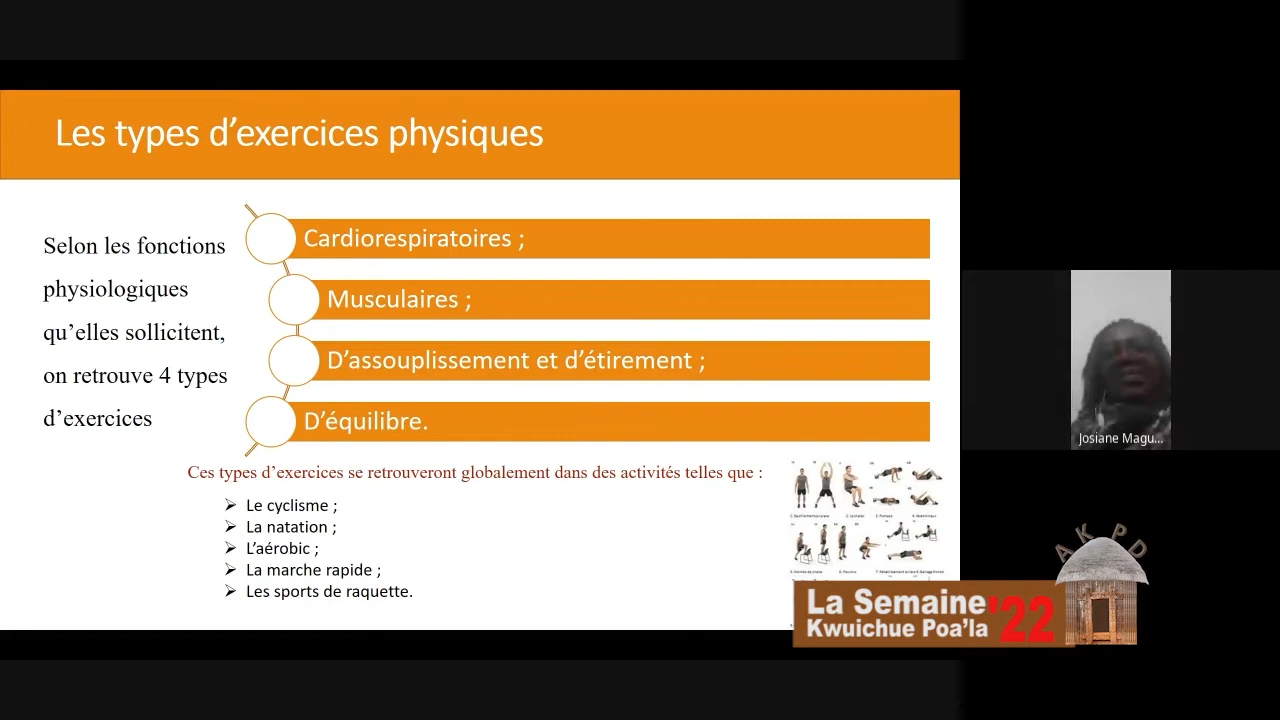 Les types d’exercices physiques
Selon les fonctions
physiologiques
qu’elles sollicitent,
on retrouve 4 types
d’exercices
Cardiorespiratoires ;
Musculaires ;
D’assouplissement et d’étirement ;
D’équilibre.
Ces types d’exercices se retrouveront globalement dans des activités telles que :
Le cyclisme ;
La natation ;
L’aérobic ;
La marche rapide ;
Les sports de raquette.
Josiane Magu...
AKPD
La Semaine '22
Kwuichue Poa’la